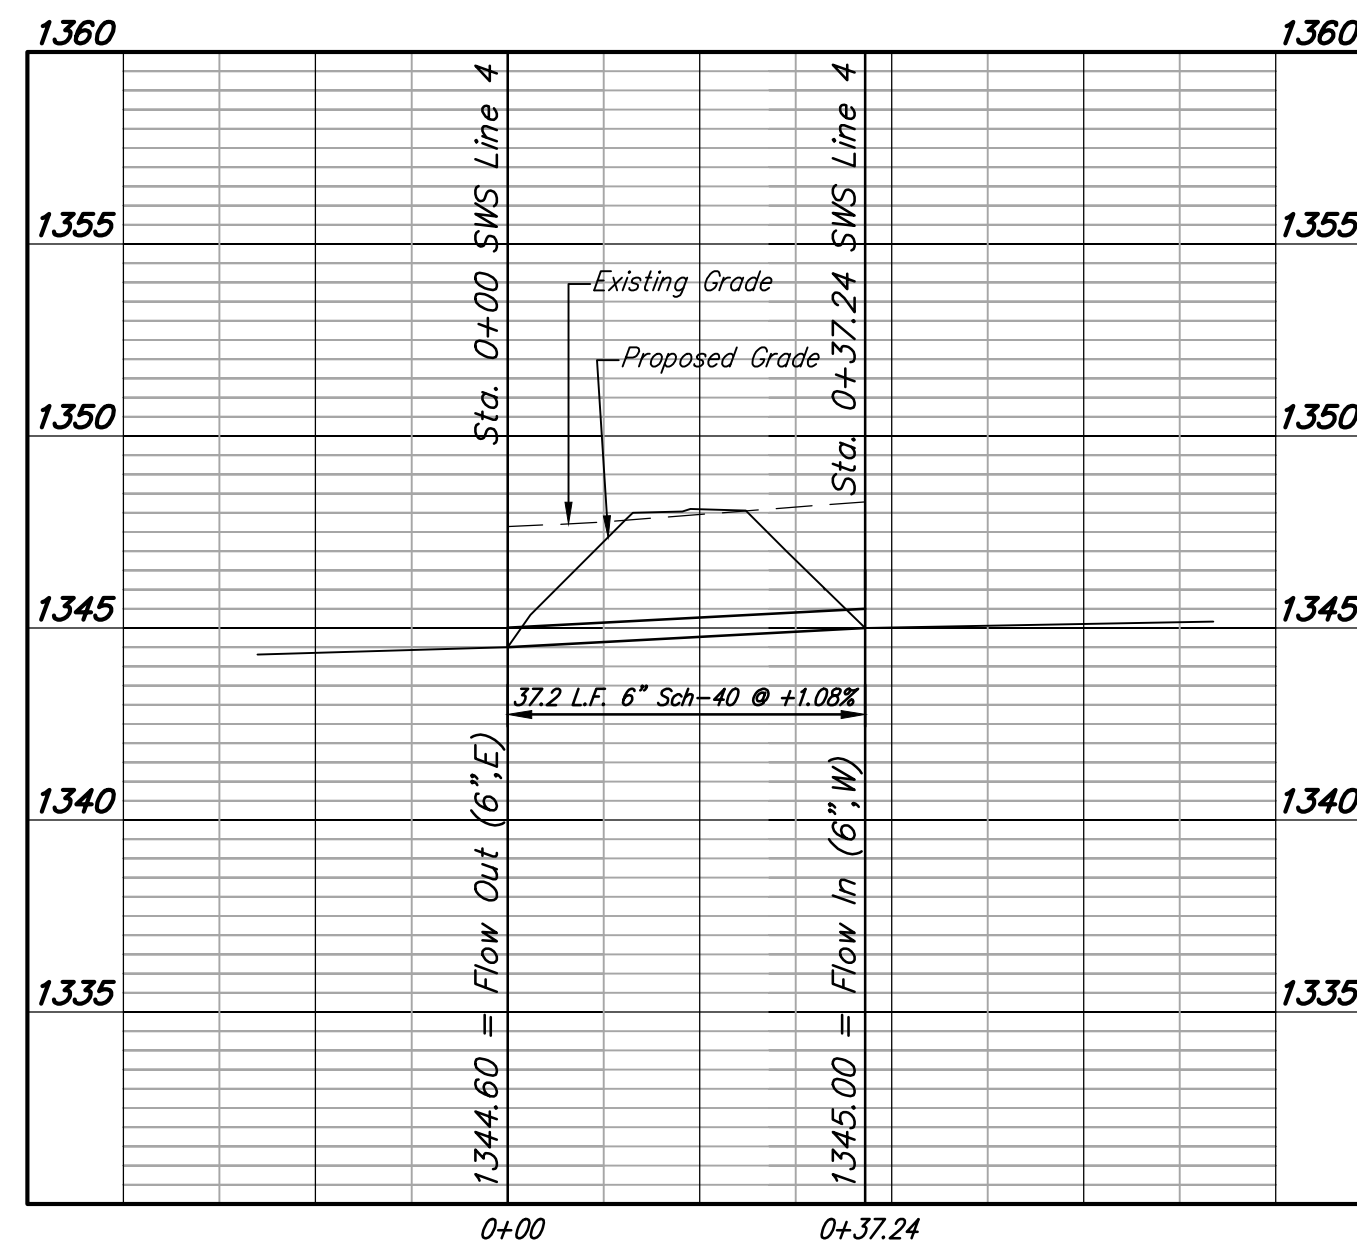 1360 1360
Sta. 0+00 SWS Line 4
Sta. 0+37.24 SWS Line 4
1355 1355
Existing Grade
Proposed Grade
1350 1350
1345 1345
37.2 L.F. 6" Sch-40 @ +1.08%
1344.60 = Flow Out (6",E)
1345.00 = Flow In (6",W)
1340 1340
1335 1335
0+00 0+37.24